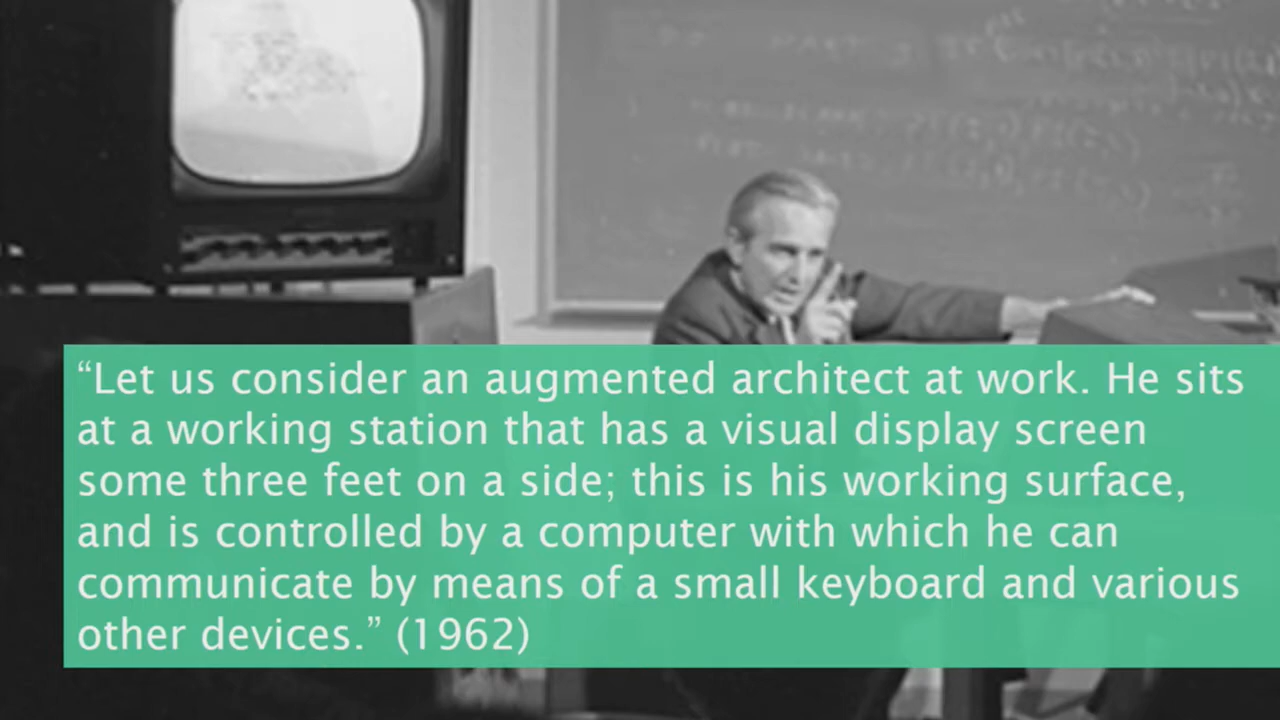 “Let us consider an augmented architect at work. He sits
at a working station that has a visual display screen
some three feet on a side; this is his working surface,
and is controlled by a computer with which he can
communicate by means of a small keyboard and various
other devices.” (1962)